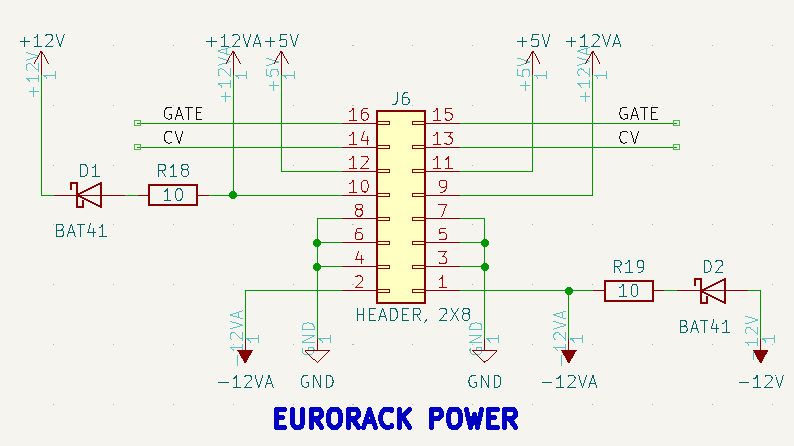 +12V +12VA +5V +5V +12VA
+12V 1 +12VA 1 +5V 1 +5V 1 +12VA 1
J6
GATE 16 15 GATE
CV 14 13 CV
12 11
D1 R18
10 10 9
BAT41
8 7
6 5
4 3
R19 D2
2 1
10
HEADER, 2X8
BAT41
-12VA 1 GND 1 GND 1 -12VA 1 -12V 1
-12VA GND GND -12VA -12V
EURORACK POWER